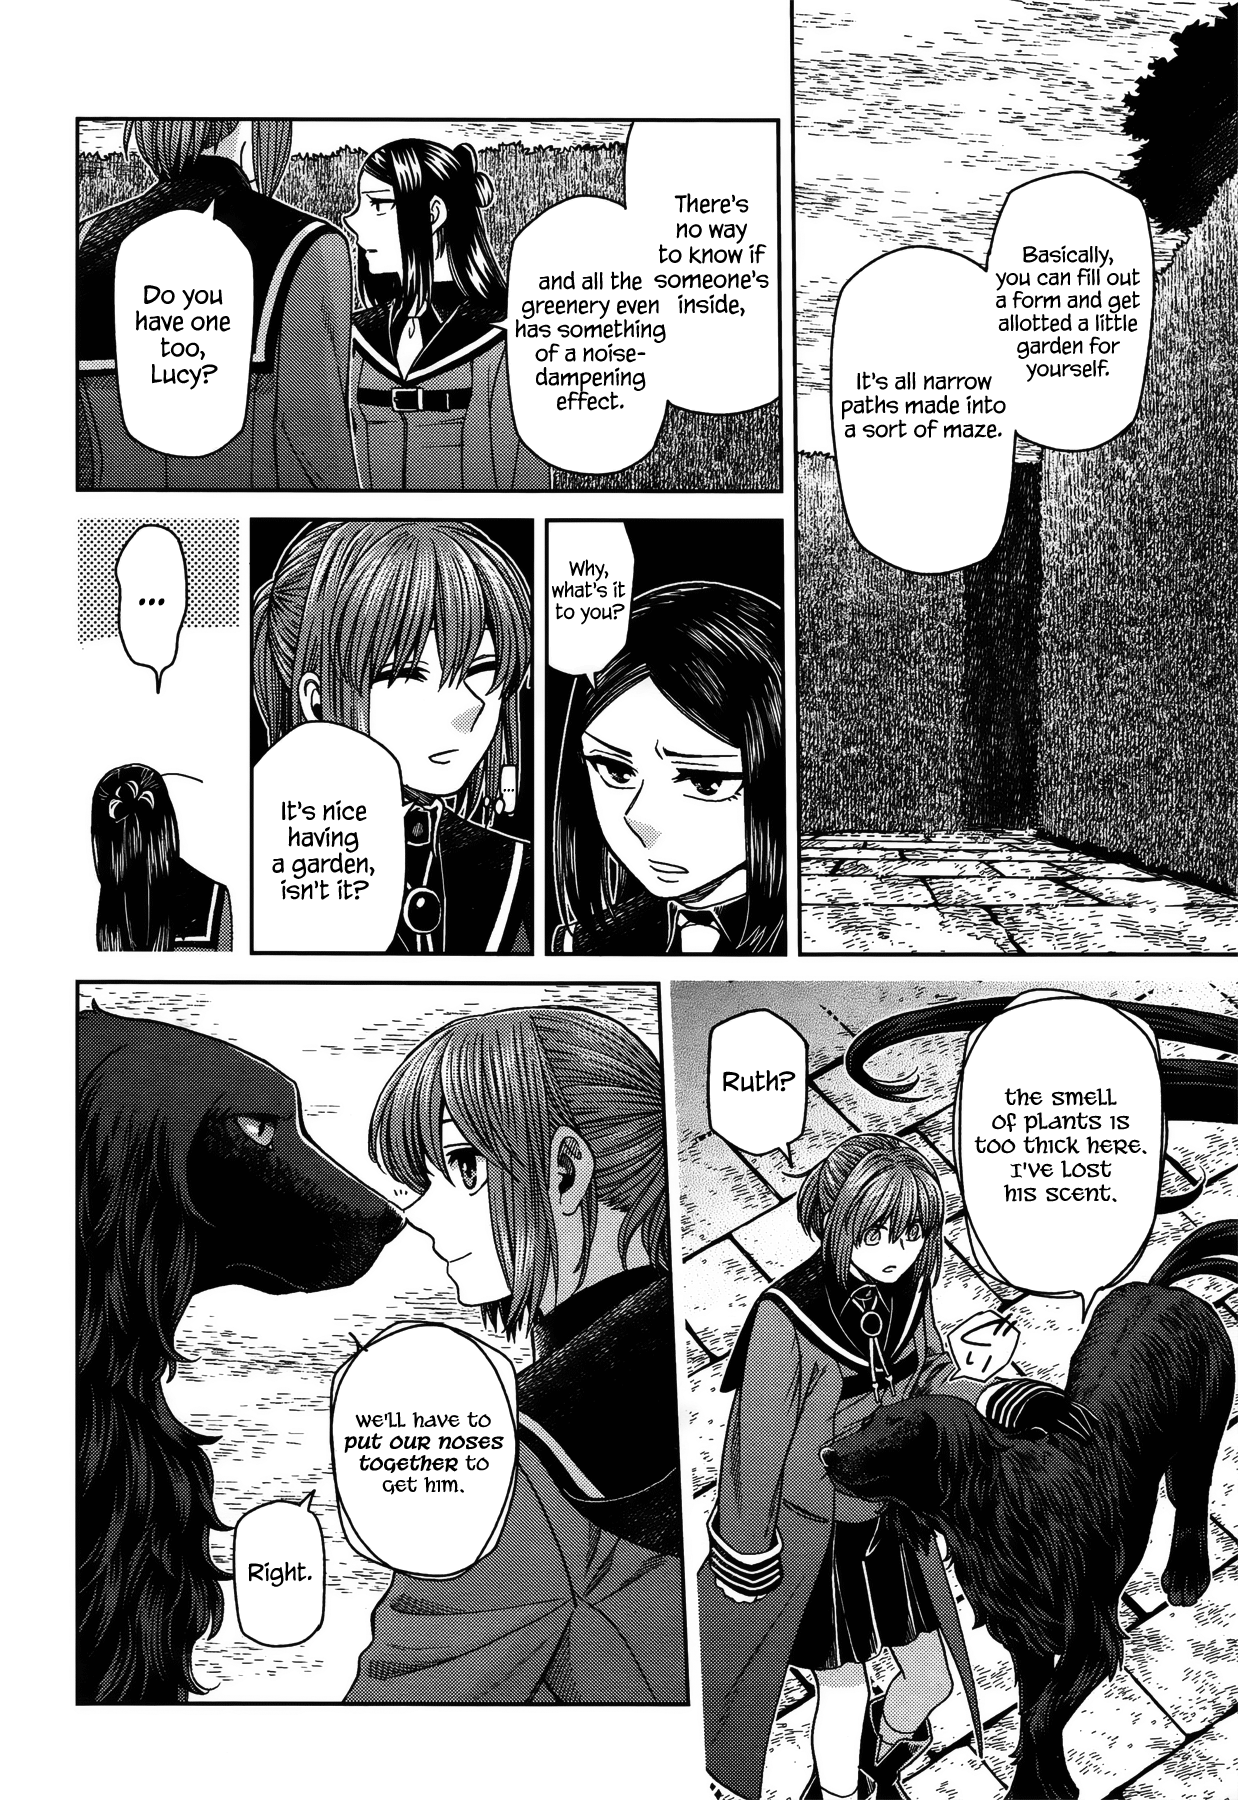 Basically,
you can fill out
a form and get
allotted a little
garden for
yourself.
It's all narrow
paths made into
a sort of maze.
There's
no way
to know if
someone's
inside,
and all the
greenery even
has something
of a noise-
dampening
effect.
Do you
have one
too,
Lucy?
Why,
what's it
to you?
...
It's nice
having
a garden,
isn't it?
...
the smell
of plants is
too thick here.
I've lost
his scent.
Ruth?
ぐい
we'll have to
put our noses
together to
get him.
Right.